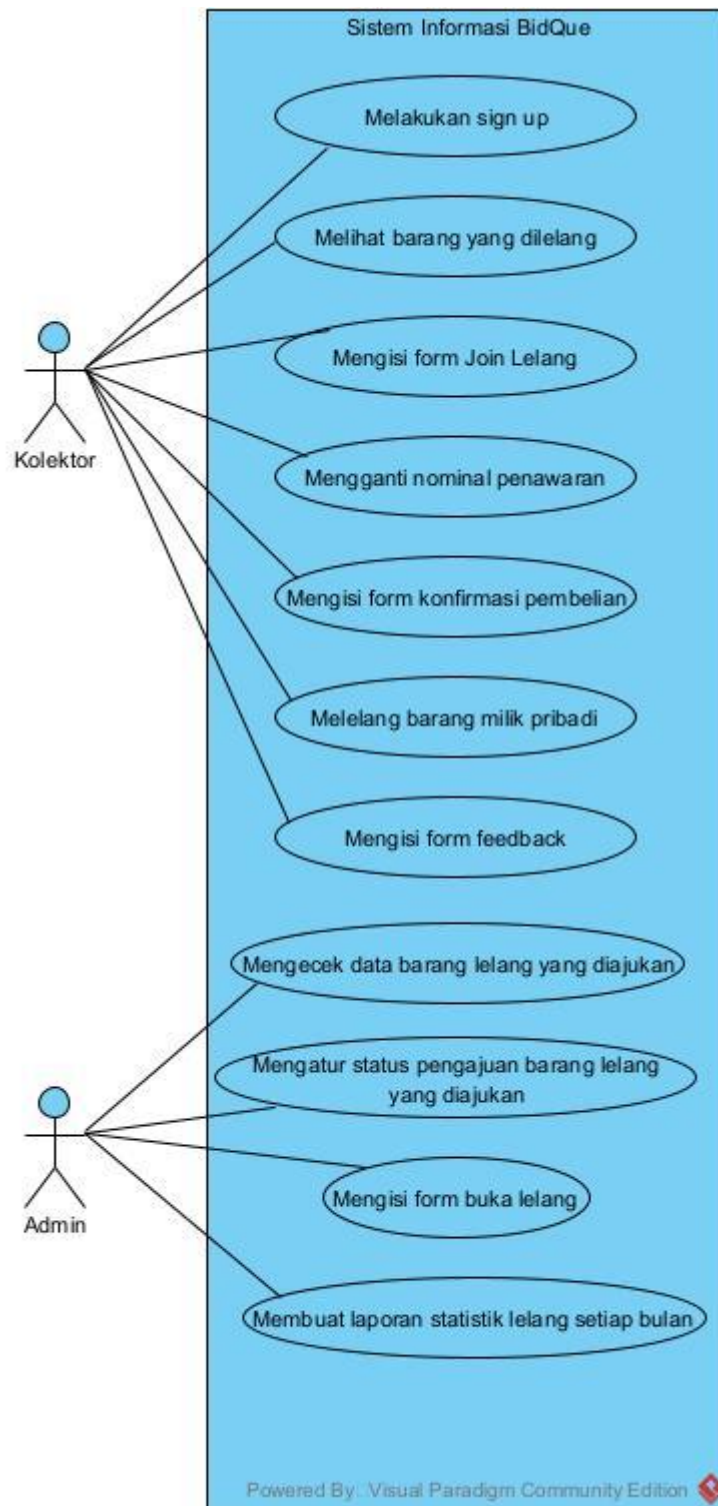 Sistem Informasi BidQue
Melakukan sign up
Melihat barang yang dilelang
Mengisi form Join Lelang
Kolektor
Mengganti nominal penawaran
Mengisi form konfirmasi pembelian
Melelang barang milik pribadi
Mengisi form feedback
Mengecek data barang lelang yang diajukan
Mengatur status pengajuan barang lelang
yang diajukan
Admin
Mengisi form buka lelang
Membuat laporan statistik lelang setiap bulan
Powered By Visual Paradigm Community Edition